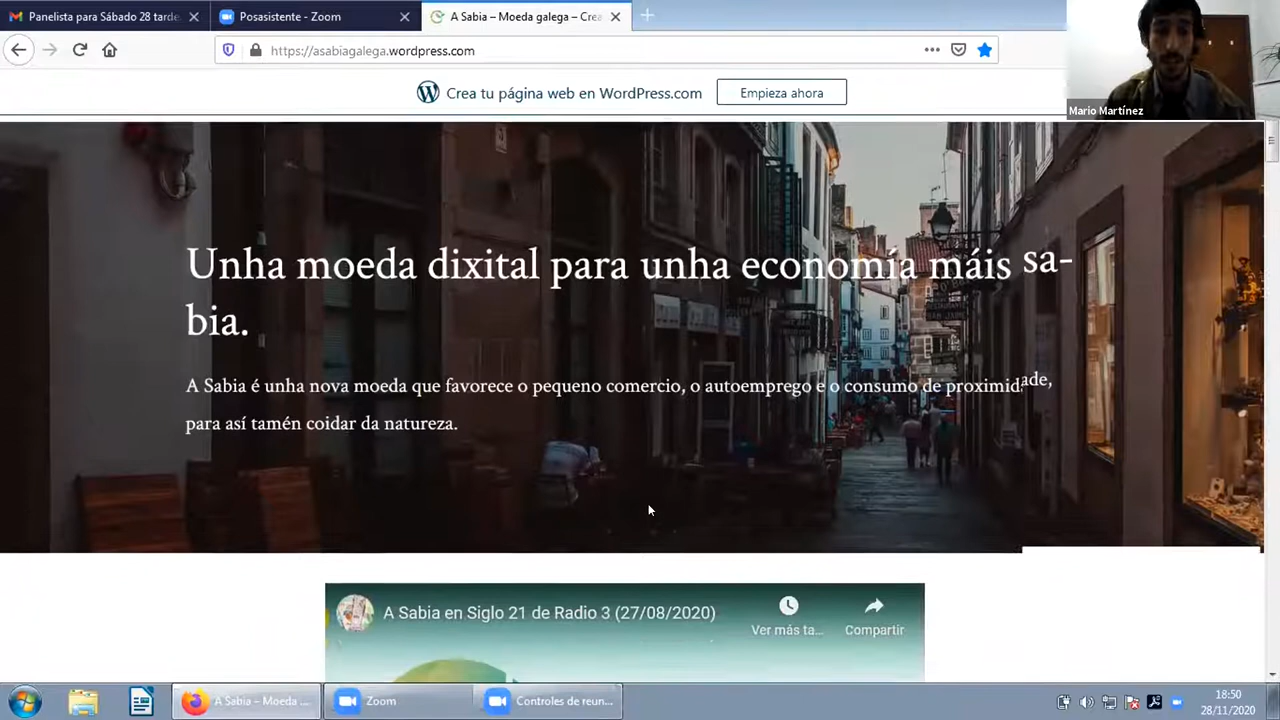 Panelista para Sábado 28 tarde
Posasistente - Zoom
A Sabia – Moeda galega – Crea
https://asabiagalega.wordpress.com
Crea tu página web en WordPress.com
Empieza ahora
Mario Martínez
Unha moeda dixital para unha economía máis sa-
bia.
A Sabia é unha nova moeda que favorece o pequeno comercio, o autoemprego e o consumo de proximidade,
para así tamén coidar da natureza.
A Sabia en Siglo 21 de Radio 3 (27/08/2020)
Ver más ta...
Compartir
A Sabia – Moeda ...
Zoom
Controles de reun...
18:50
28/11/2020